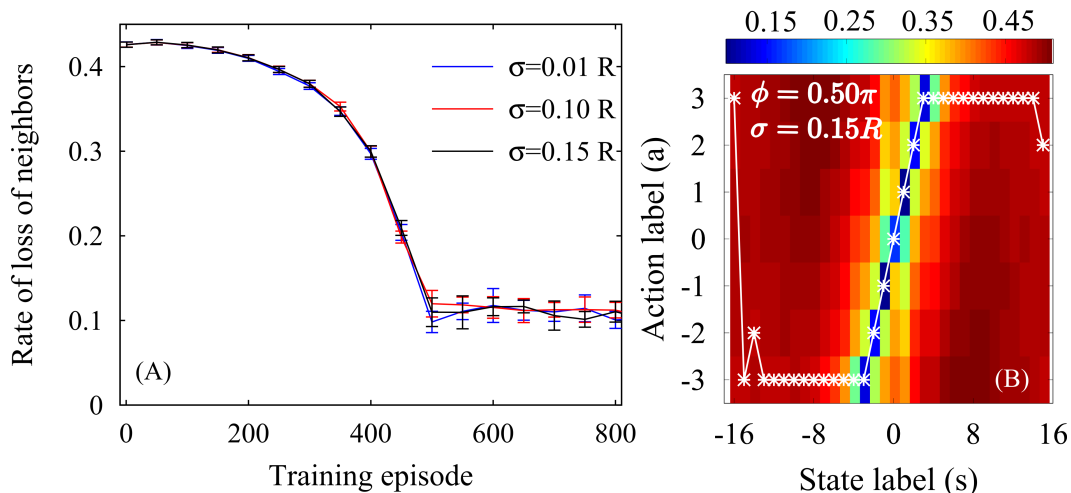 0.4
0.3
0.2
0.1
0
0
200
400
600
800
Rate of loss of neighbors
Training episode
σ=0.01 R
σ=0.10 R
σ=0.15 R
(A)
0.15
0.25
0.35
0.45
ϕ = 0.50π
σ = 0.15R
3
2
1
0
-1
-2
-3
Action label (a)
(B)
-16
-8
0
8
16
State label (s)